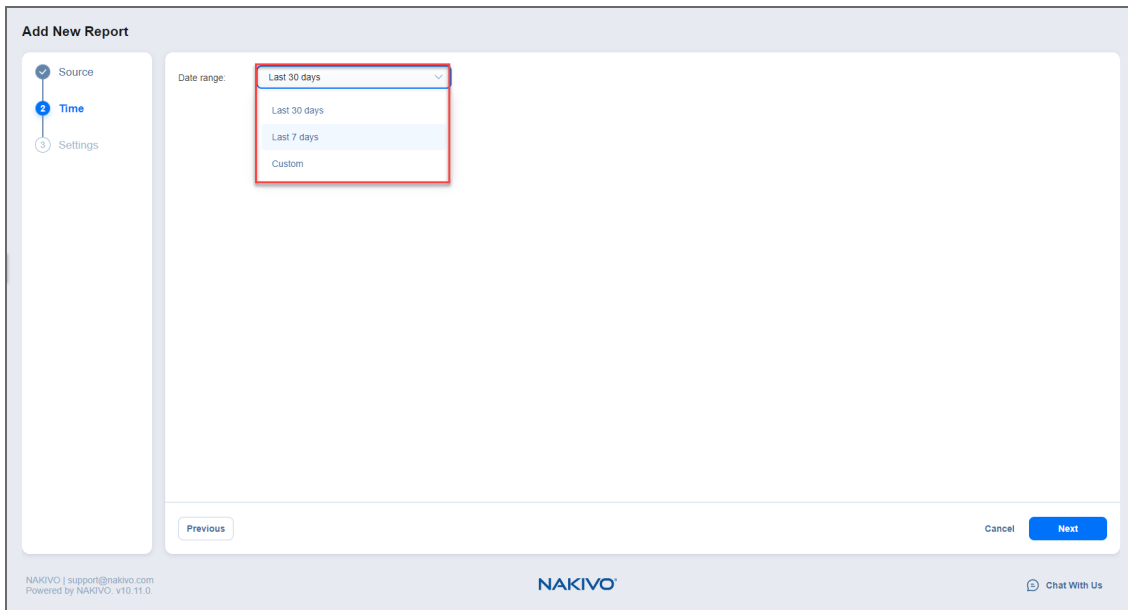 Add New Report
Source
2 Time
3 Settings
Date range: Last 30 days
Last 30 days
Last 7 days
Custom
Previous
Cancel
Next
NAKIVO | support@nakivo.com
Powered by NAKIVO. v10.11.0.
NAKIVO®
Chat With Us